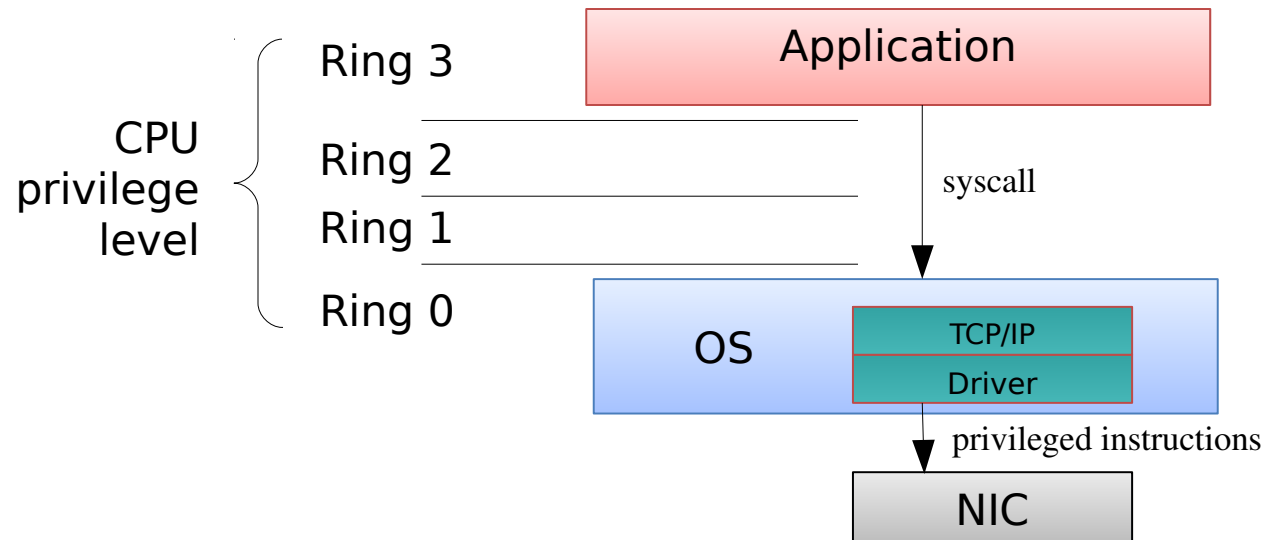 Ring 3
Application
CPU
privilege
level
Ring 2
syscall
Ring 1
Ring 0
OS
TCP/IP
Driver
privileged instructions
NIC